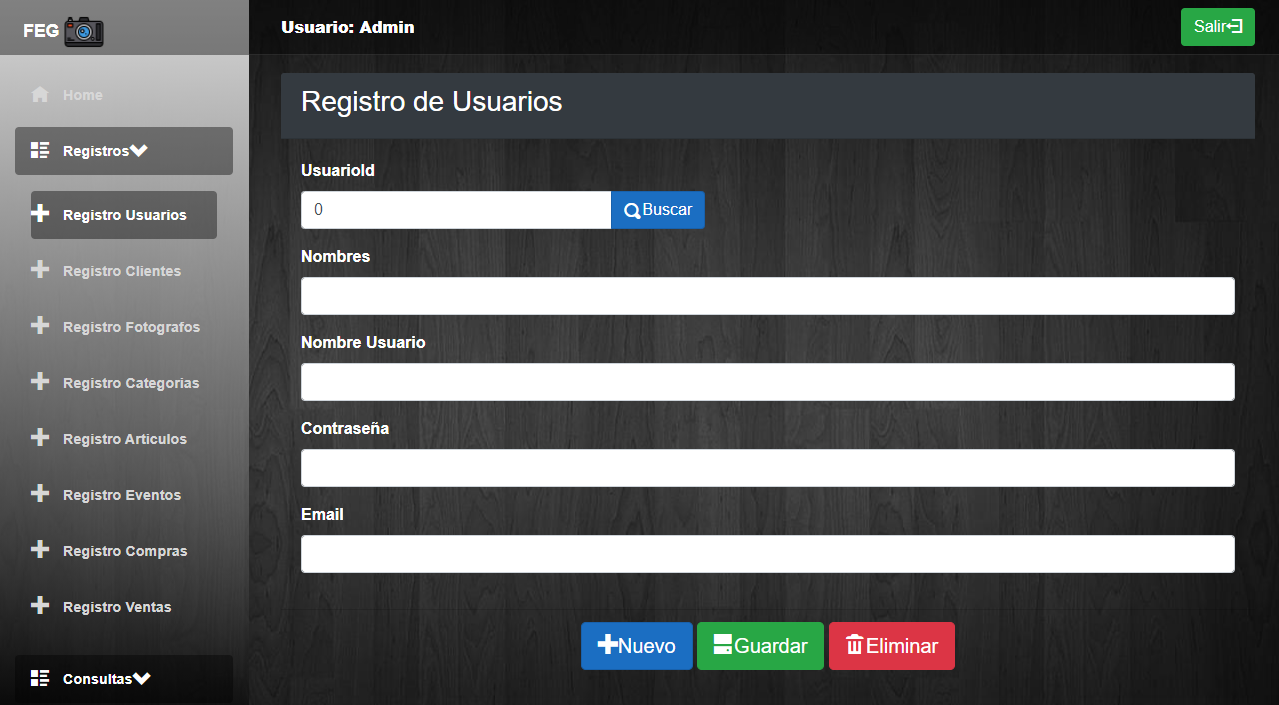 FEG
Usuario: Admin
Salir
Home
Registros
Registro Usuarios
Registro Clientes
Registro Fotografos
Registro Categorias
Registro Articulos
Registro Eventos
Registro Compras
Registro Ventas
Consultas
Registro de Usuarios
UsuarioId
0
Buscar
Nombres
Nombre Usuario
Contraseña
Email
Nuevo
Guardar
Eliminar